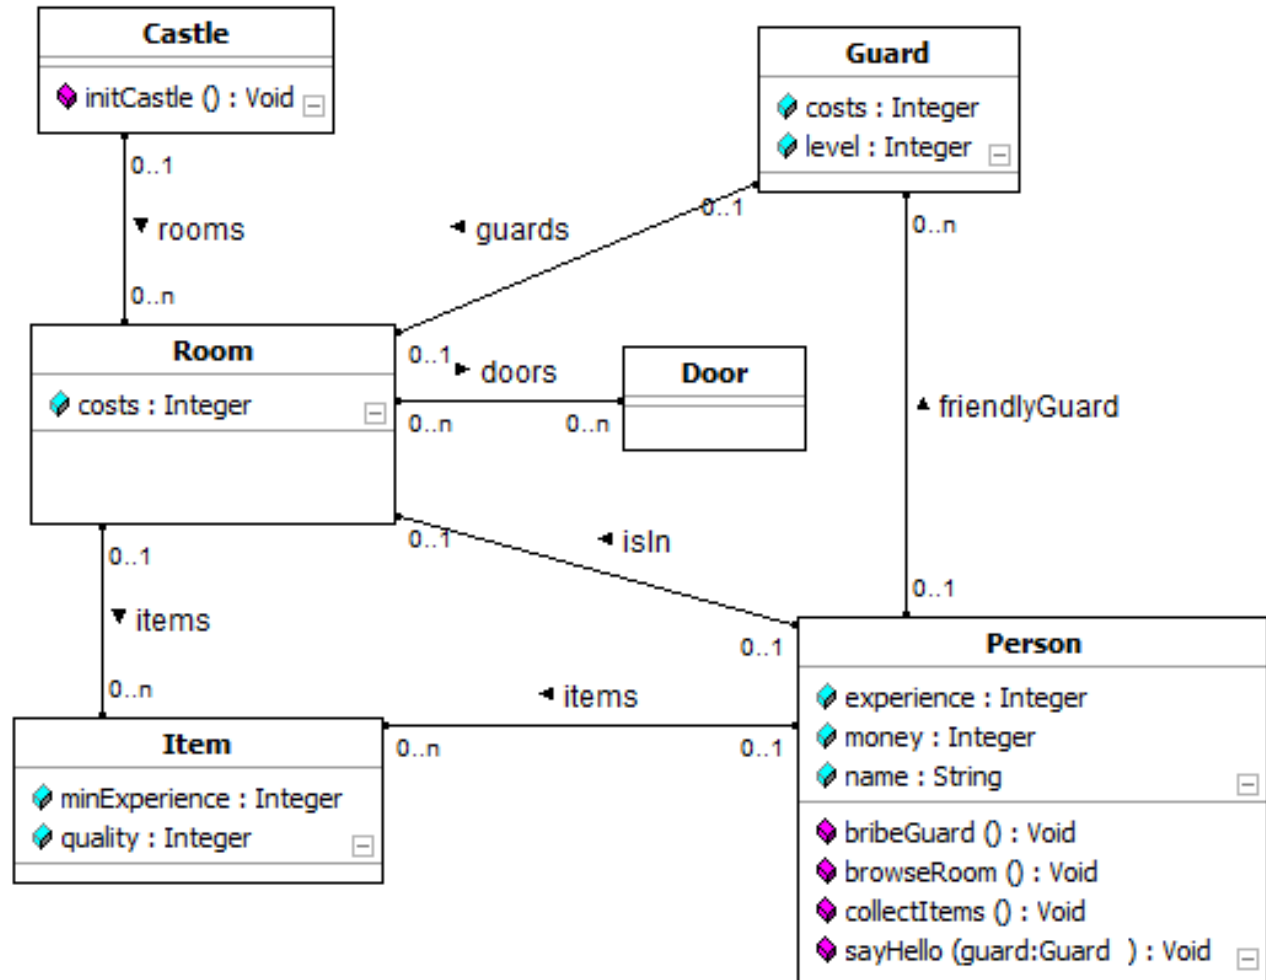 Castle
initCastle () : Void
0..1
rooms
0..n
Guard
costs : Integer
level : Integer
0..1
guards
0..n
Room
costs : Integer
0..1
doors
0..n
0..n
Door
friendlyGuard
0..1
isIn
0..1
0..1
0..1
items
0..n
items
0..n
0..1
Item
minExperience : Integer
quality : Integer
Person
experience : Integer
money : Integer
name : String
bribeGuard () : Void
browseRoom () : Void
collectItems () : Void
sayHello (guard:Guard  ) : Void